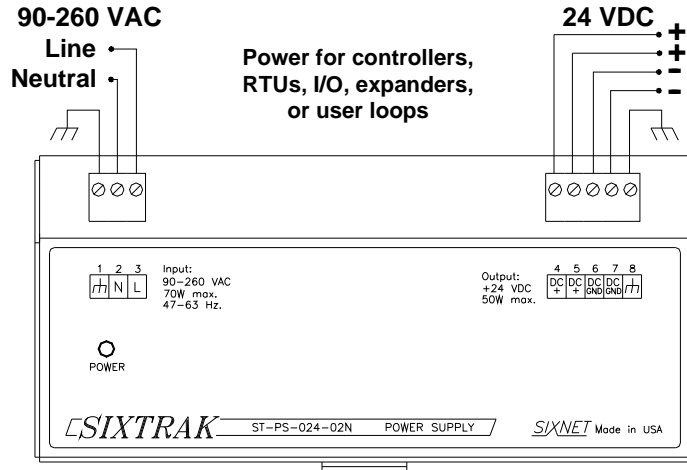 90-260 VAC
Line
Neutral
Power for controllers,
RTUs, I/O, expanders,
or user loops
24 VDC
+
+
-
-
1 2 3
N L
Input:
90-260 VAC
70W max.
47-63 Hz.
Output:
+24 VDC
50W max.
4 5 6 7 8
DC + DC + DC GND DC GND
POWER
SIXTRAK ST-PS-024-02N POWER SUPPLY
SIXNET Made in USA